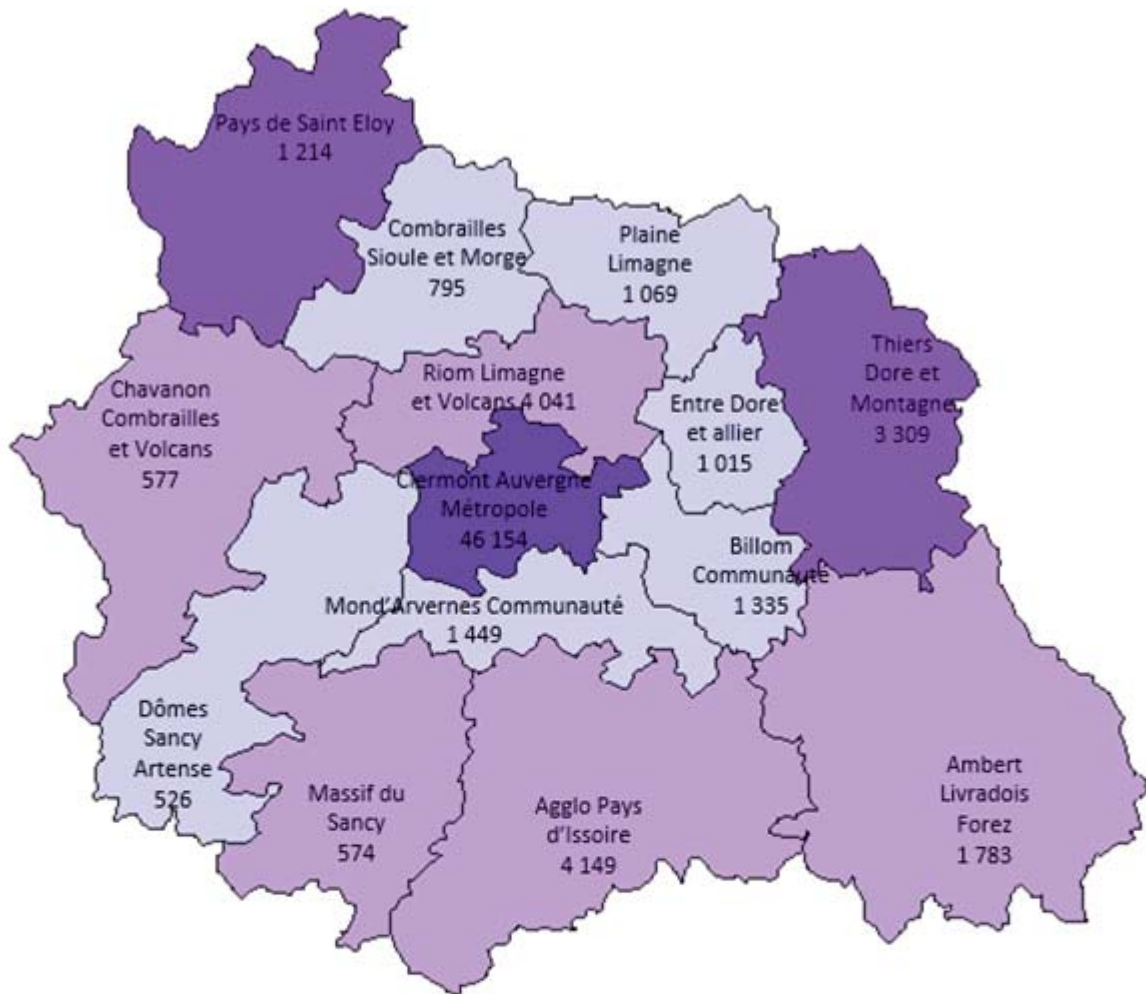 Pays de Saint Eloy
1 214
Combrailles
Sioule et Morge
795
Plaine
Limagne
1 069
Thiers
Dore et
Montagne
3 309
Chavanon
Combrailles
et Volcans
577
Riom Limagne
et Volcans 4 041
Entre Dore
et allier
1 015
Clermont Auvergne
Métropole
46 154
Billom
Communauté
1 335
Mond'Arvernes Communauté
1 449
Dômes
Sancy
Artense
526
Massif du
Sancy
574
Agglo Pays
d'Issoire
4 149
Ambert
Livradois
Forez
1 783